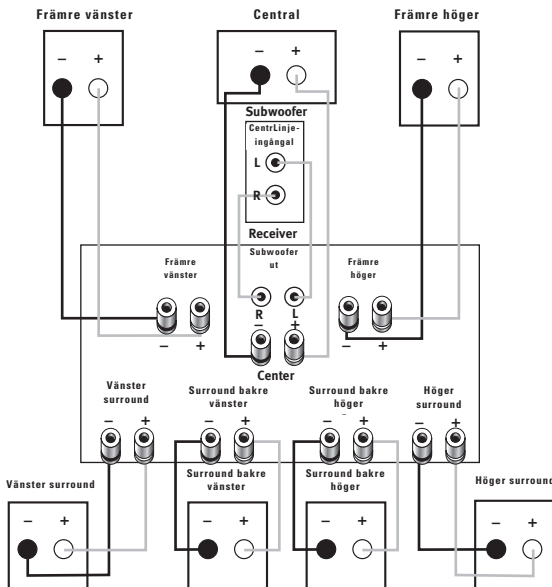 Främre vänster
Central
Främre höger
– +
– +
– +
Subwoofer
CentrLinje-
ingångal
L
R
Receiver
Subwoofer
ut
Främre
vänster
Främre
höger
R L
– +
– +
– +
Center
Vänster
surround
Surround bakre
vänster
Surround bakre
höger
Höger
surround
– +
– +
– +
– +
Vänster surround
Surround bakre
vänster
Surround bakre
höger
Höger surround
– +
– +
– +
– +